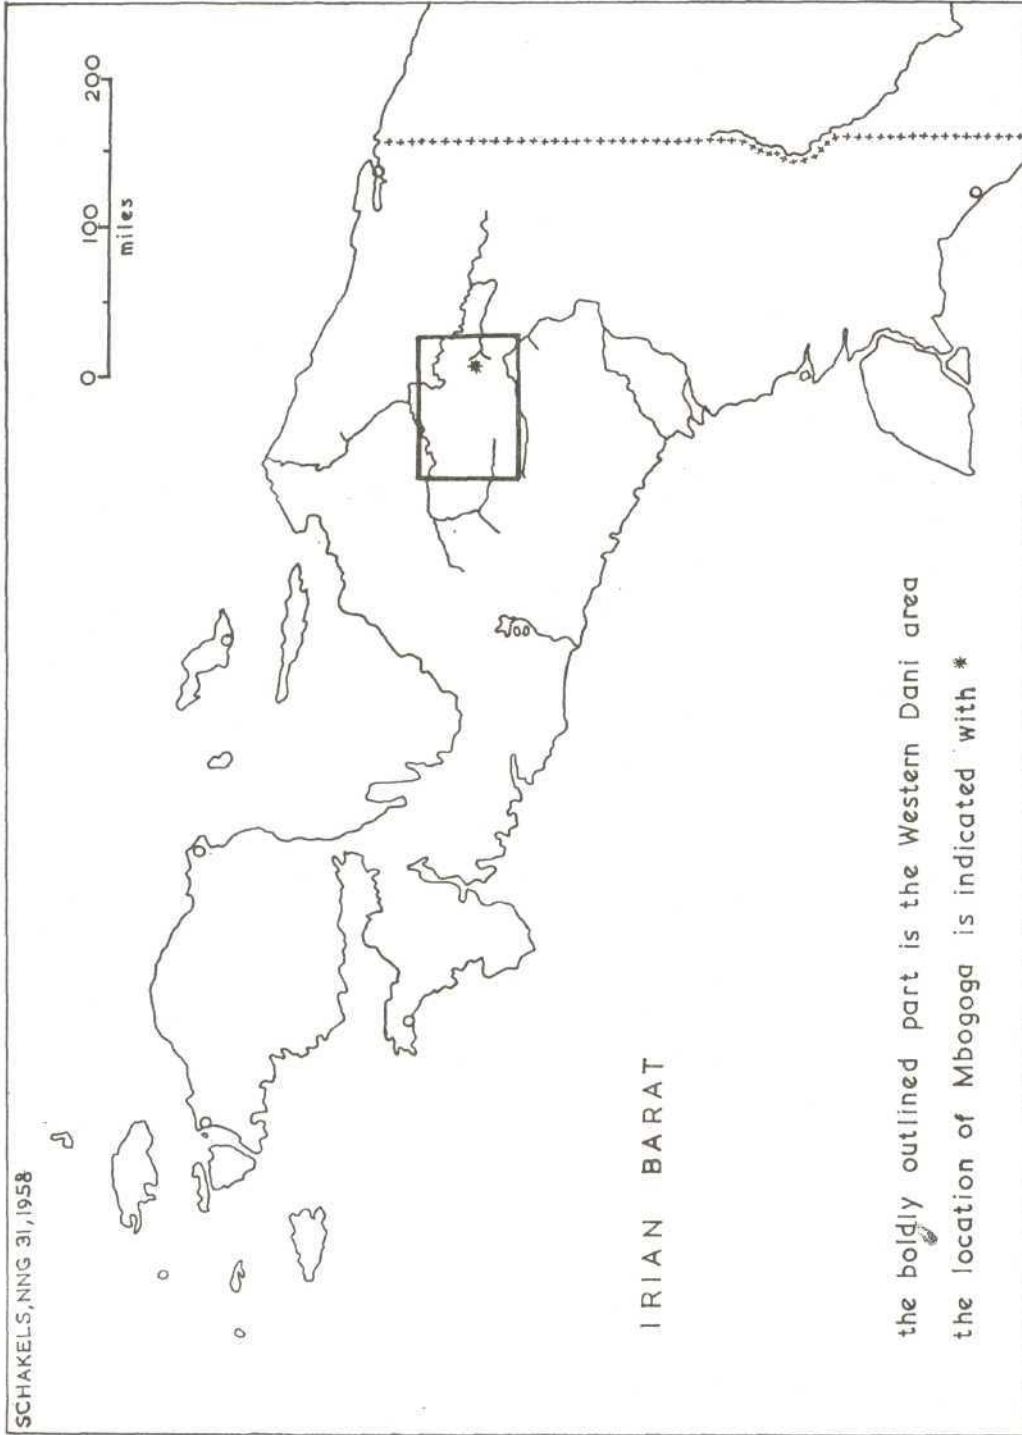 SCHAKELS, NNG 31, 1958
0 100 200
miles
IRIAN BARAT
the boldly outlined part is the Western Dani area
the location of Mbogoga is indicated with *